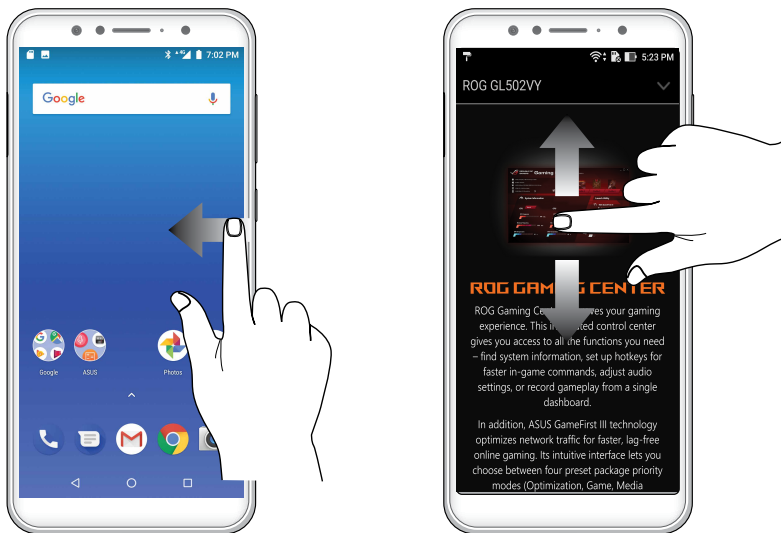 7:02 PM
Google
Google
ASUS
Photos
5:23 PM
ROG GL502VY
Gaming
ROG GAM G CENTER
ROG Gaming Ce ves your gaming
experience. This in ated control center
gives you access to all the functions you need
– find system information, set up hotkeys for
faster in-game commands, adjust audio
settings, or record gameplay from a single
dashboard.
In addition, ASUS GameFirst III technology
optimizes network traffic for faster, lag-free
online gaming. Its intuitive interface lets you
choose between four preset package priority
modes (Optimization, Game, Media